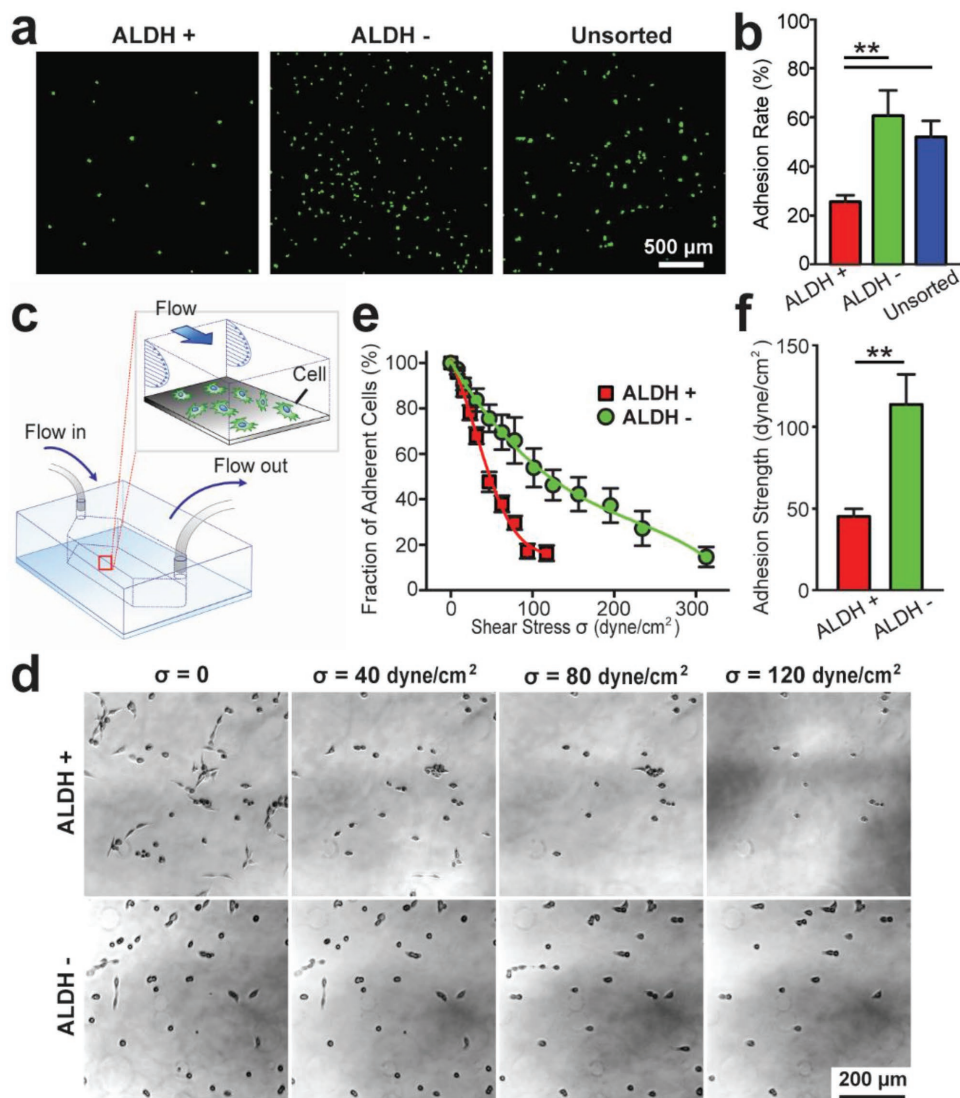 a
ALDH +
ALDH -
Unsorted
500 µm
b
**
Adhesion Rate (%)
100
80
60
40
20
0
ALDH +
ALDH -
Unsorted
c
Flow
Cell
Flow in
Flow out
e
Fraction of Adherent Cells (%)
100
80
60
40
20
0
ALDH +
ALDH -
0
100
200
300
Shear Stress σ (dyne/cm²)
f
**
Adhesion Strength (dyne/cm²)
150
100
50
0
ALDH +
ALDH -
d
σ = 0
σ = 40 dyne/cm²
σ = 80 dyne/cm²
σ = 120 dyne/cm²
ALDH +
ALDH -
200 µm